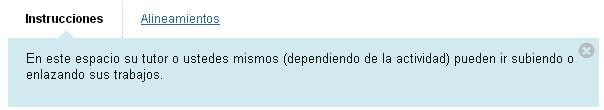 Instrucciones Alineamientos
En este espacio su tutor o ustedes mismos (dependiendo de la actividad) pueden ir subiendo o
enlazando sus trabajos.